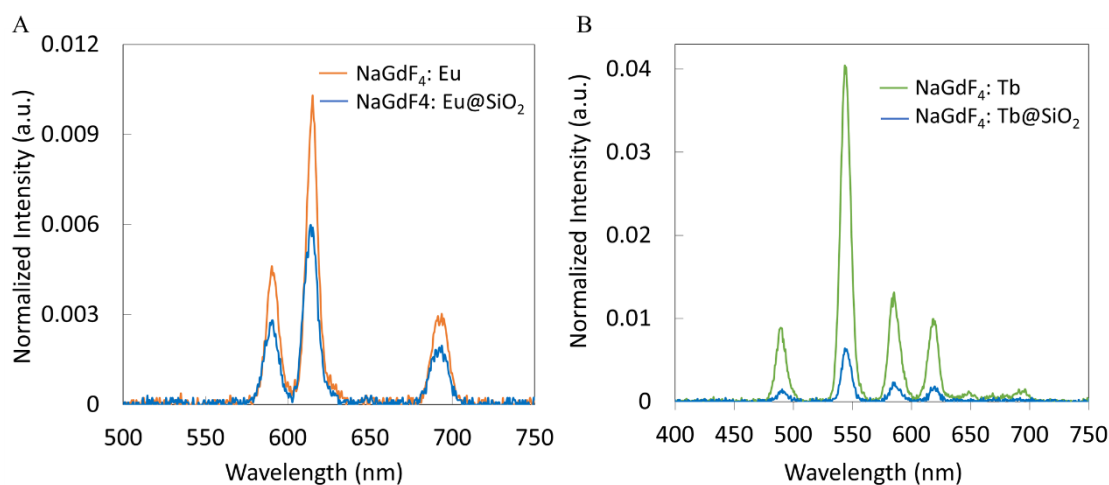 A
Normalized Intensity (a.u.)
0.012
0.009
0.006
0.003
0
NaGdF₄: Eu
NaGdF4: Eu@SiO₂
500 550 600 650 700 750
Wavelength (nm)
B
Normalized Intensity (a.u.)
0.04
0.03
0.02
0.01
0
NaGdF₄: Tb
NaGdF₄: Tb@SiO₂
400 450 500 550 600 650 700 750
Wavelength (nm)